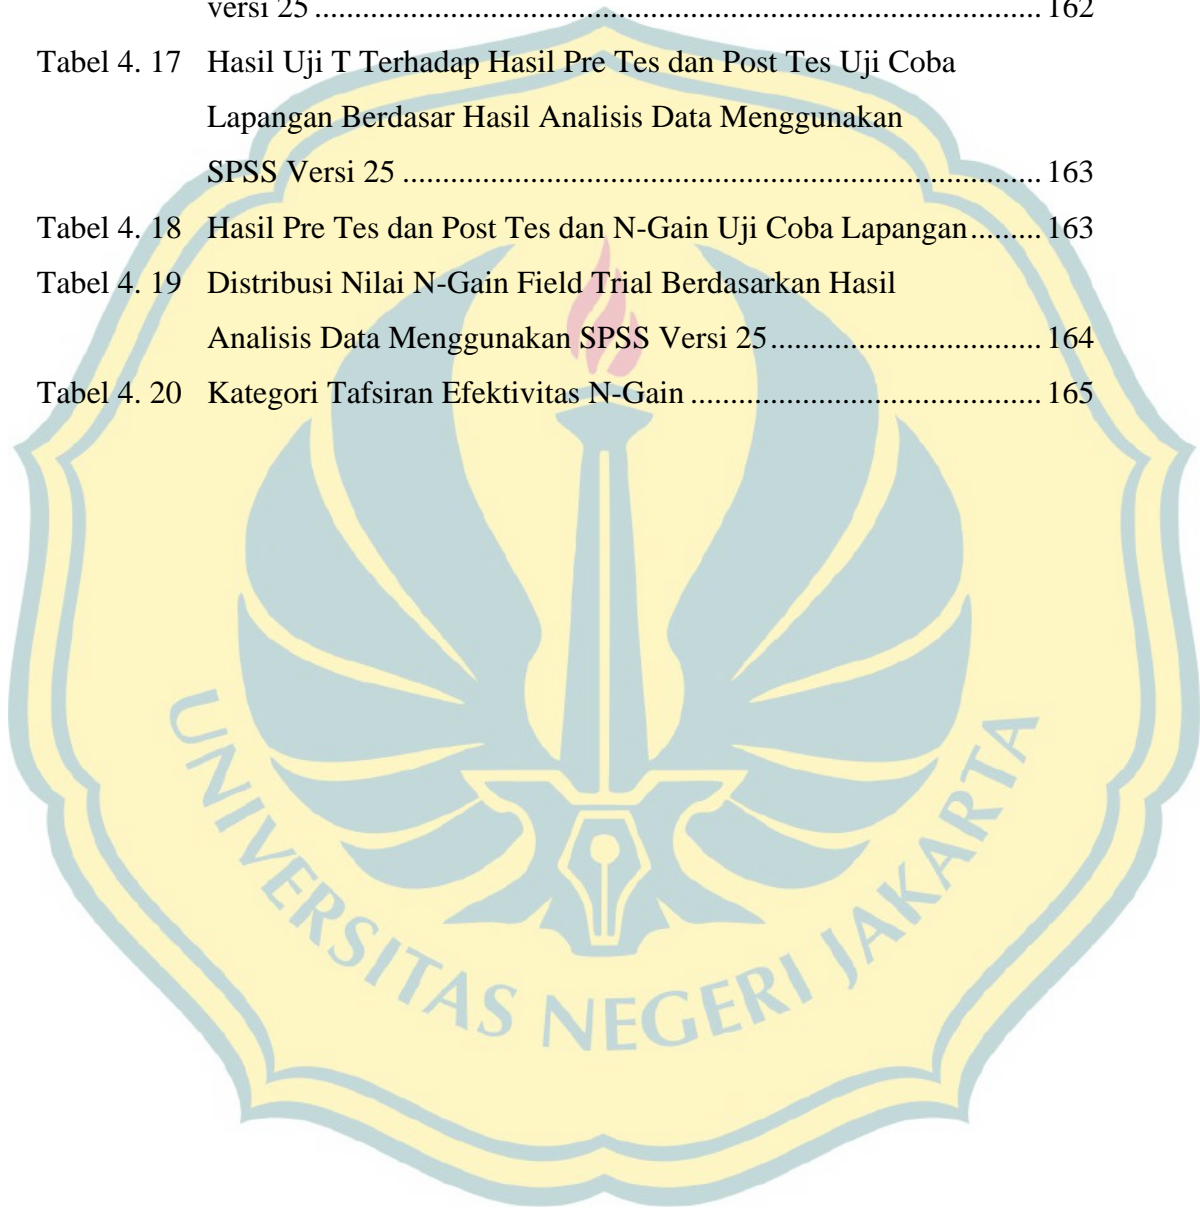 versi 25 ............................................................................................ 162
Tabel 4. 17 Hasil Uji T Terhadap Hasil Pre Tes dan Post Tes Uji Coba
Lapangan Berdasar Hasil Analisis Data Menggunakan
SPSS Versi 25 ................................................................................. 163
Tabel 4. 18 Hasil Pre Tes dan Post Tes dan N-Gain Uji Coba Lapangan......... 163
Tabel 4. 19 Distribusi Nilai N-Gain Field Trial Berdasarkan Hasil
Analisis Data Menggunakan SPSS Versi 25.................................. 164
Tabel 4. 20 Kategori Tafsiran Efektivitas N-Gain ............................................ 165
UNIVERSITAS NEGERI JAKARTA